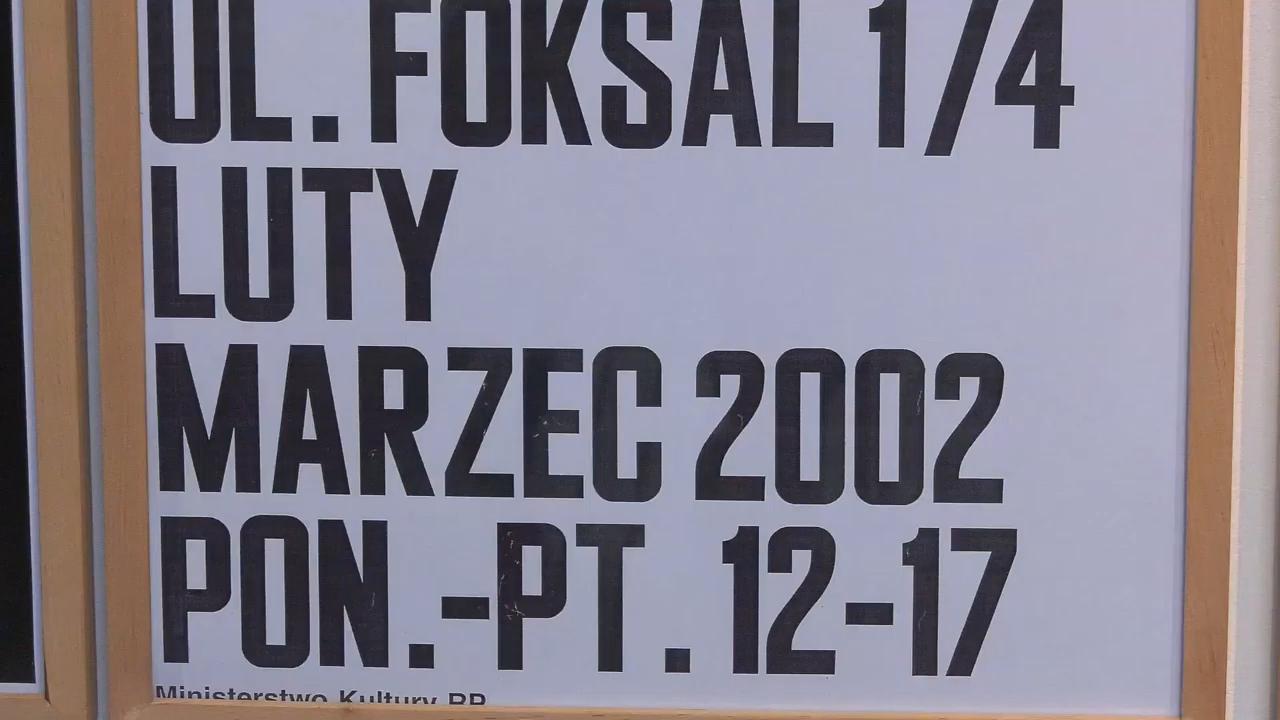 UL. FOKSAL 1/4
LUTY
MARZEC 2002
PON.-PT. 12-17
Ministerstwo Kultury RP